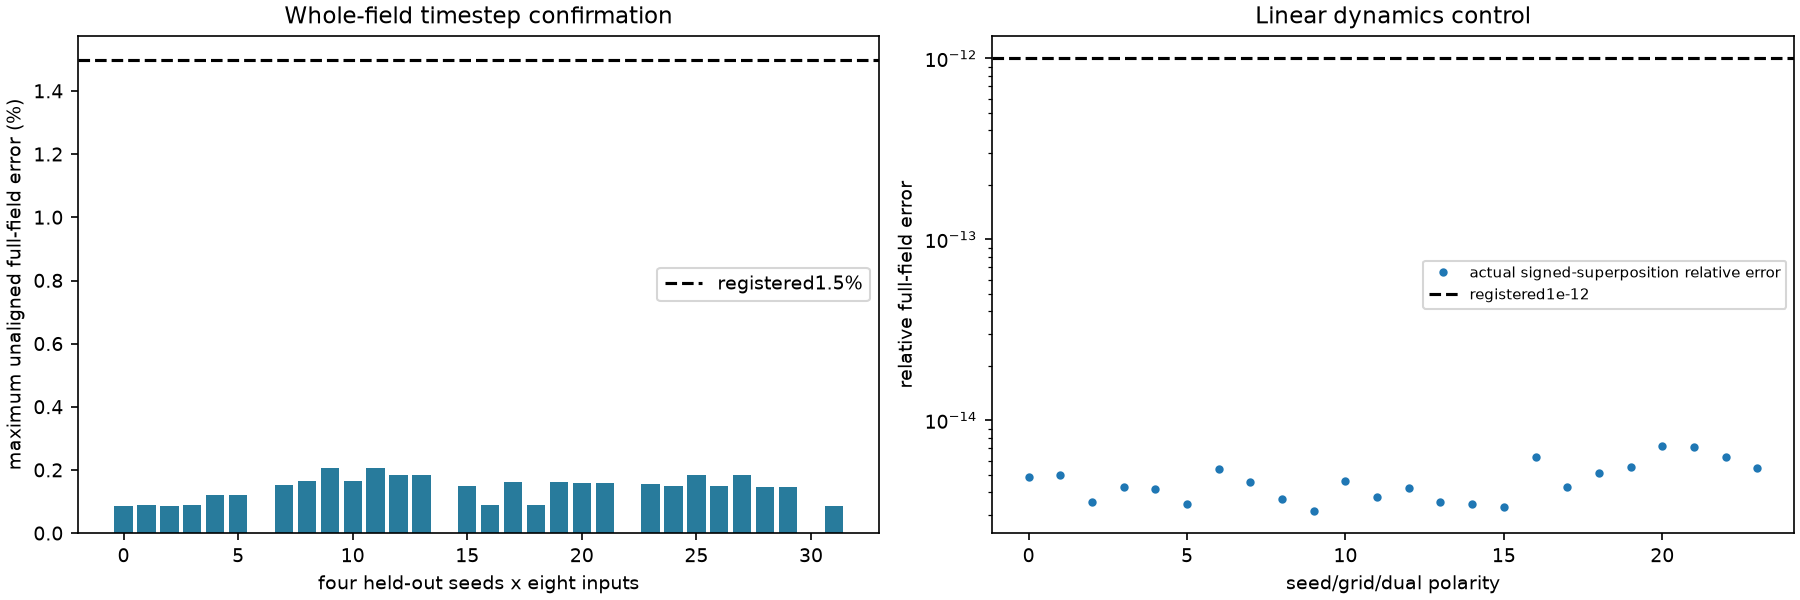 Whole-field timestep confirmation
maximum unaligned full-field error (%)
1.4
1.2
1.0
0.8
0.6
0.4
0.2
0.0
registered1.5%
0 5 10 15 20 25 30
four held-out seeds x eight inputs
Linear dynamics control
relative full-field error
10⁻¹²
10⁻¹³
10⁻¹⁴
actual signed-superposition relative error
registered1e-12
0 5 10 15 20
seed/grid/dual polarity